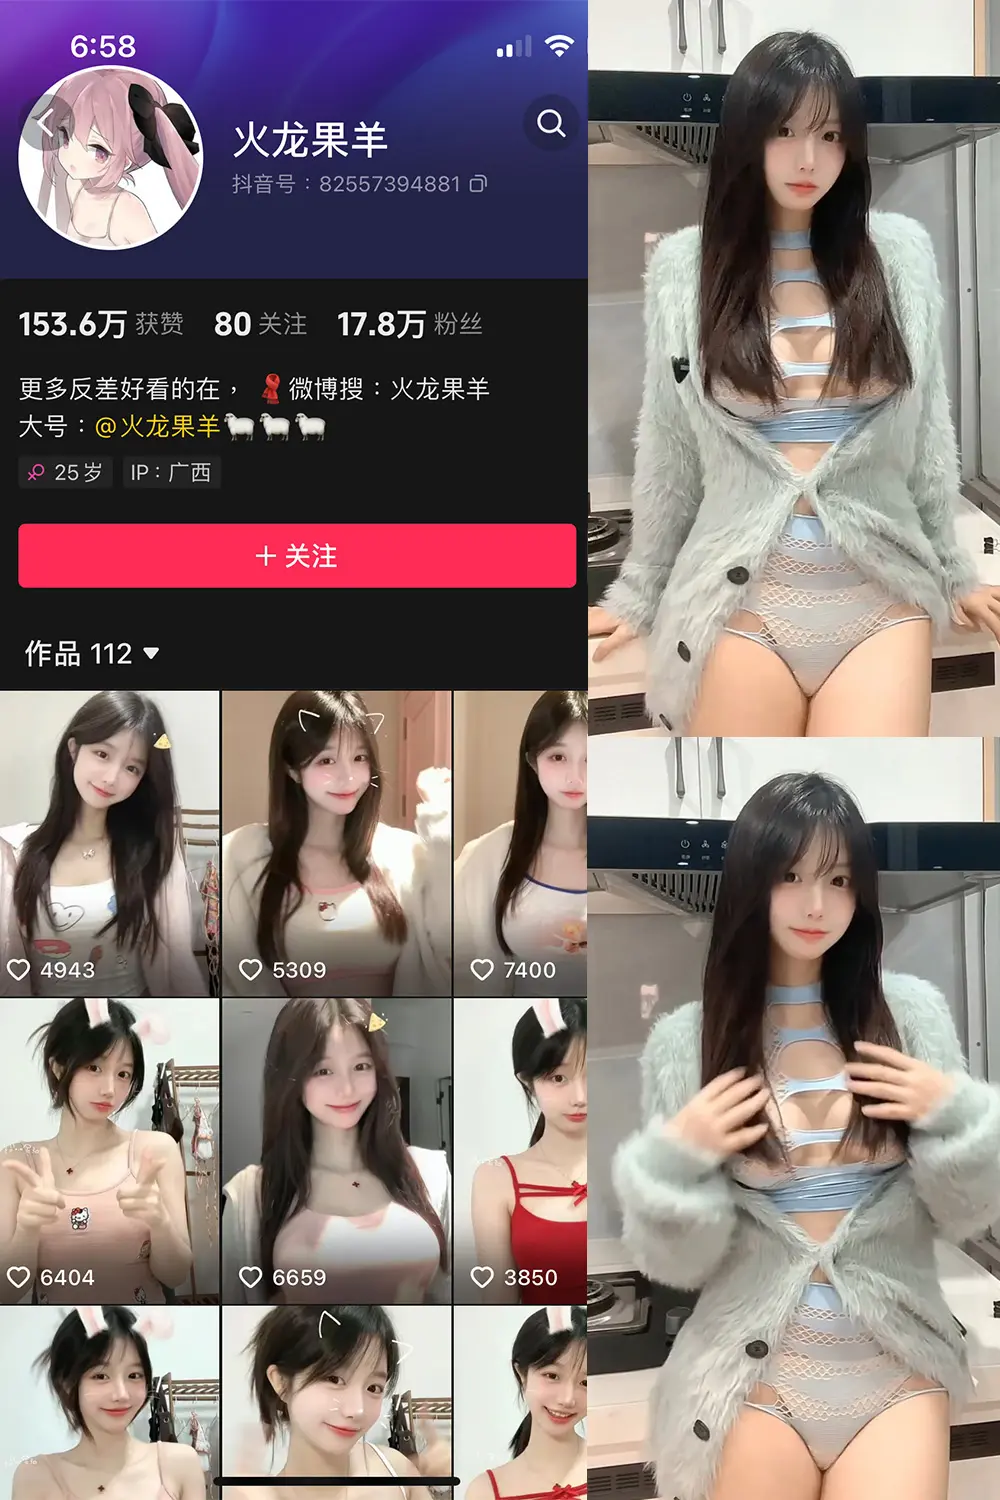 6:58
火龙果羊
抖音号：82557394881
153.6万 获赞 80 关注 17.8万 粉丝
更多反差好看的在，🧣微博搜：火龙果羊
大号：@火龙果羊🐑🐑🐑
25岁 IP：广西
+ 关注
作品 112
4943 5309 7400
6404 6659 3850